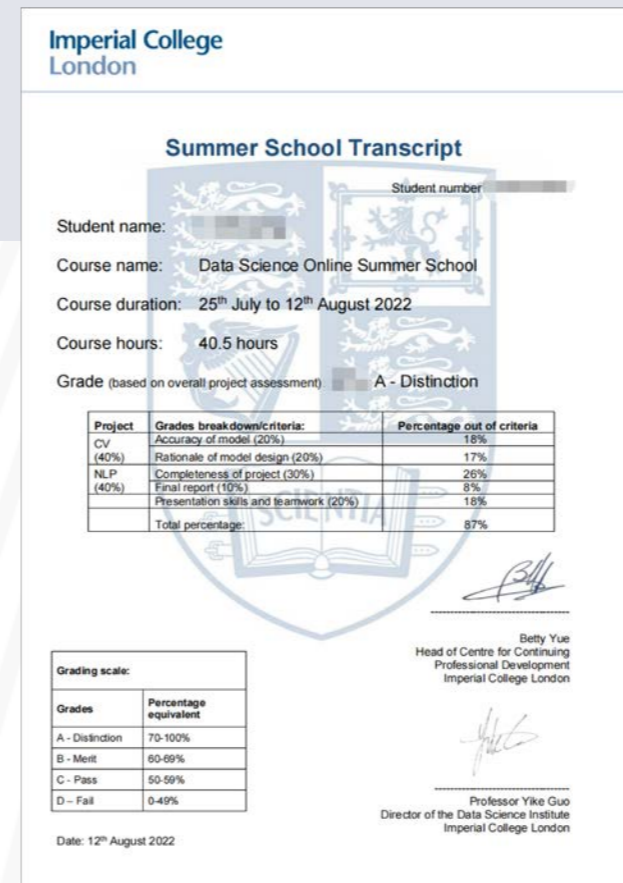 Imperial College
London
Summer School Transcript
Student number
Student name:
Course name: Data Science Online Summer School
Course duration: 25th July to 12th August 2022
Course hours: 40.5 hours
Grade (based on overall project assessment) A - Distinction
Project Grades breakdown/criteria: Percentage out of criteria
CV Accuracy of model (20%) 18%
(40%) Rationale of model design (20%) 17%
NLP Completeness of project (30%) 26%
(40%) Final report (10%) 8%
Presentation skills and teamwork (20%) 18%
Total percentage: 87%
SCIENTIA
Betty Yue
Head of Centre for Continuing
Professional Development
Imperial College London
Grading scale:
Grades Percentage equivalent
A - Distinction 70-100%
B - Merit 60-69%
C - Pass 50-59%
D – Fail 0-49%
Professor Yike Guo
Director of the Data Science Institute
Imperial College London
Date: 12th August 2022